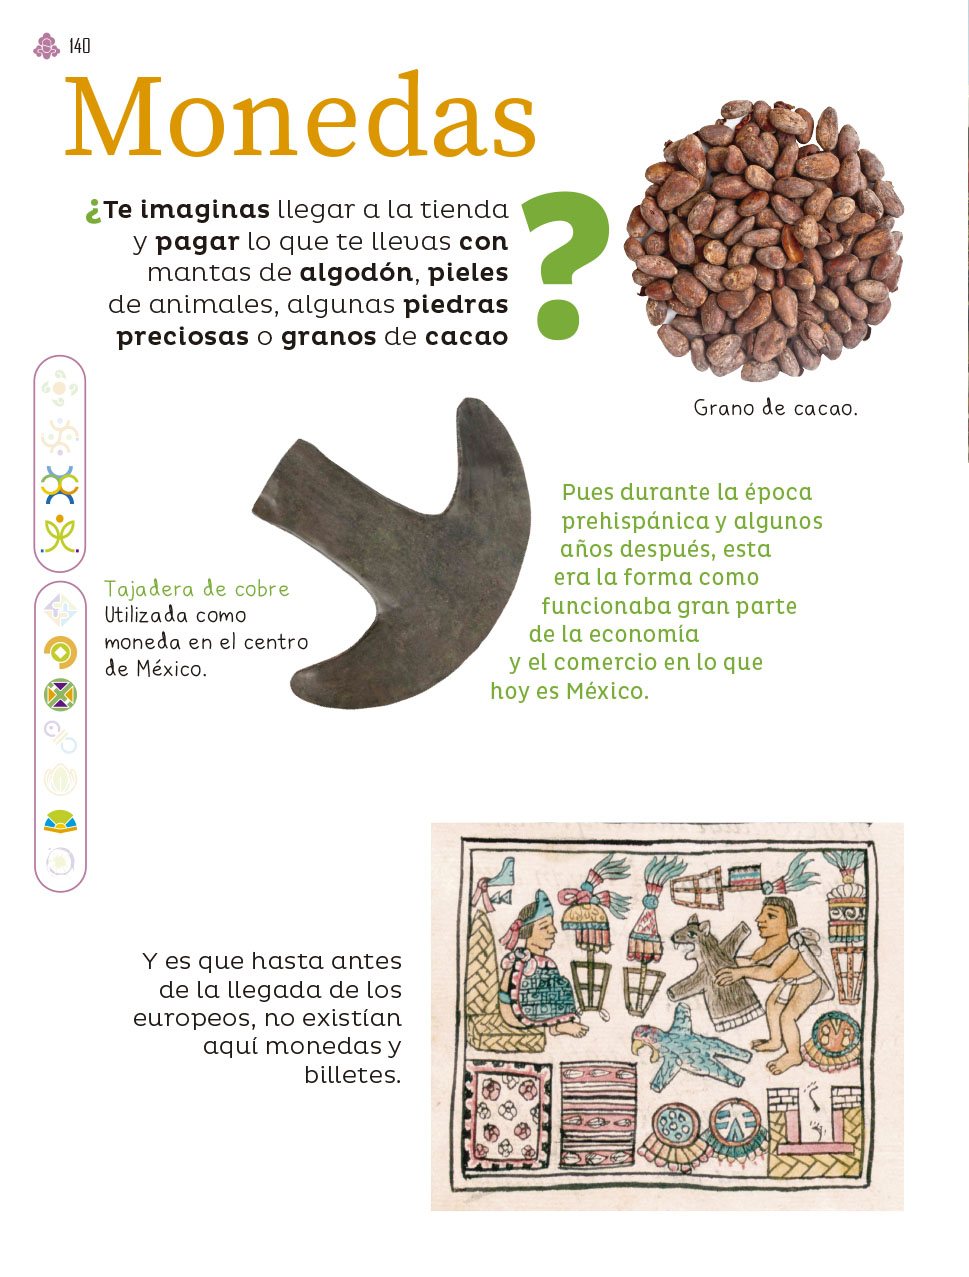 140
Monedas
¿Te imaginas llegar a la tienda
y pagar lo que te llevas con
mantas de algodón, pieles
de animales, algunas piedras
preciosas o granos de cacao
?
Grano de cacao.
Pues durante la época
prehispánica y algunos
años después, esta
era la forma como
funcionaba gran parte
de la economía
y el comercio en lo que
hoy es México.
Tajadera de cobre
Utilizada como
moneda en el centro
de México.
Y es que hasta antes
de la llegada de los
europeos, no existían
aquí monedas y
billetes.